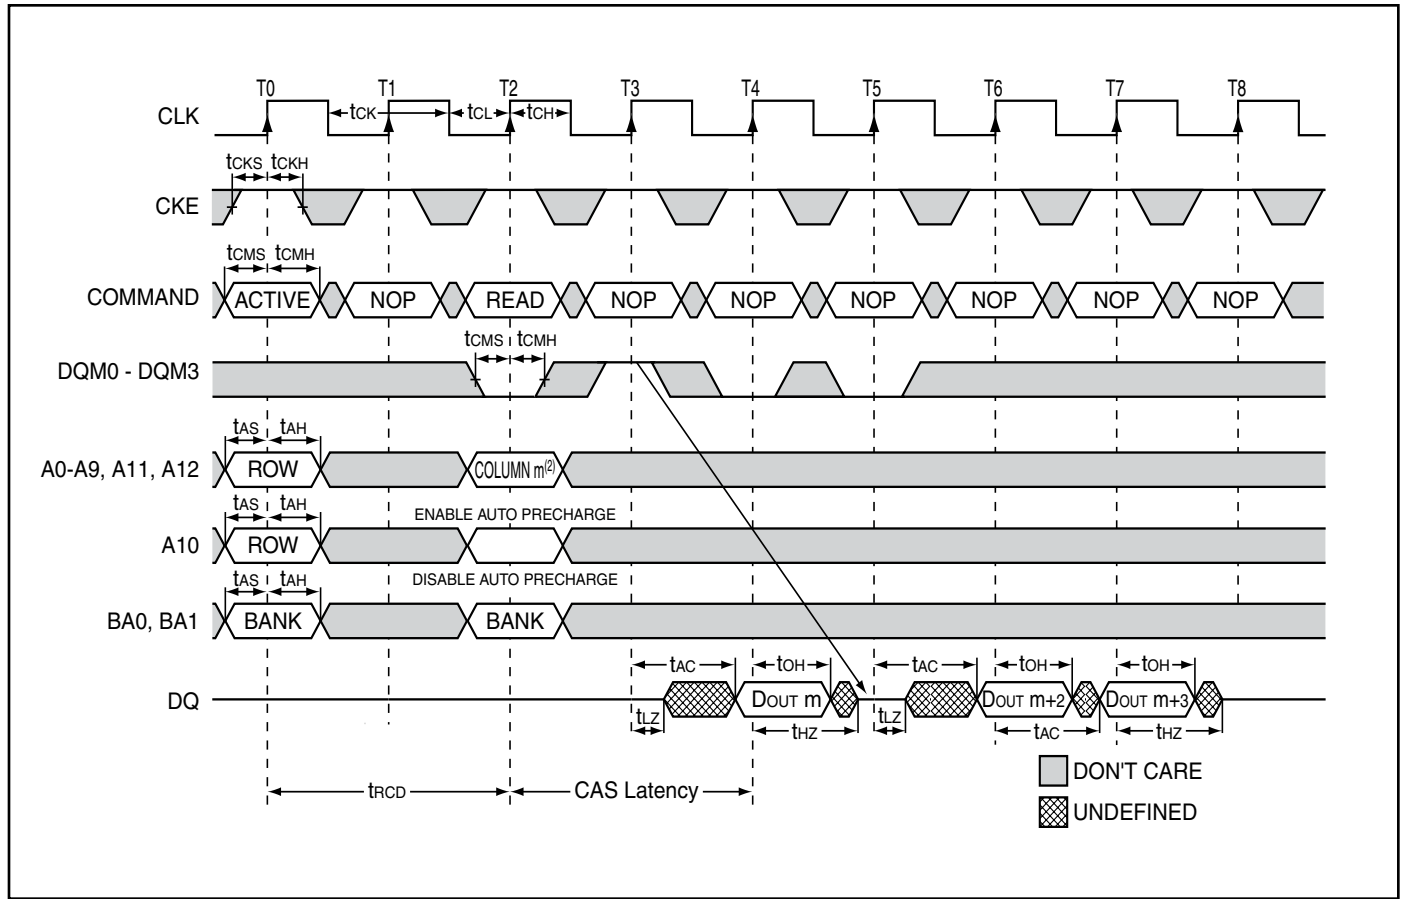 T0 T1 T2 T3 T4 T5 T6 T7 T8
CLK tCK tCL tCH
tCKS tCKH
CKE
tCMS tCMH
COMMAND ACTIVE NOP READ NOP NOP NOP NOP NOP NOP
tCMS tCMH
DQM0 - DQM3
tAS tAH
A0-A9, A11, A12 ROW COLUMN m(2)
tAS tAH ENABLE AUTO PRECHARGE
A10 ROW
tAS tAH DISABLE AUTO PRECHARGE
BA0, BA1 BANK BANK
tAC tOH tAC tOH tOH
DQ DOUT m DOUT m+2 DOUT m+3
tLZ tHZ tLZ tAC tHZ
DON'T CARE
tRCD CAS Latency
UNDEFINED